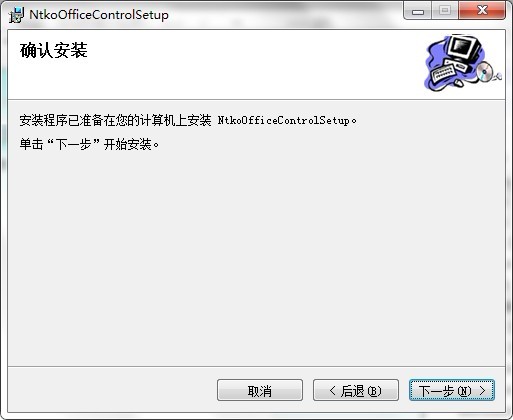 NtkoOfficeControlSetup
确认安装
安装程序已准备在您的计算机上安装 NtkoOfficeControlSetup。
单击“下一步”开始安装。
取消
< 后退(B)
下一步(N) >